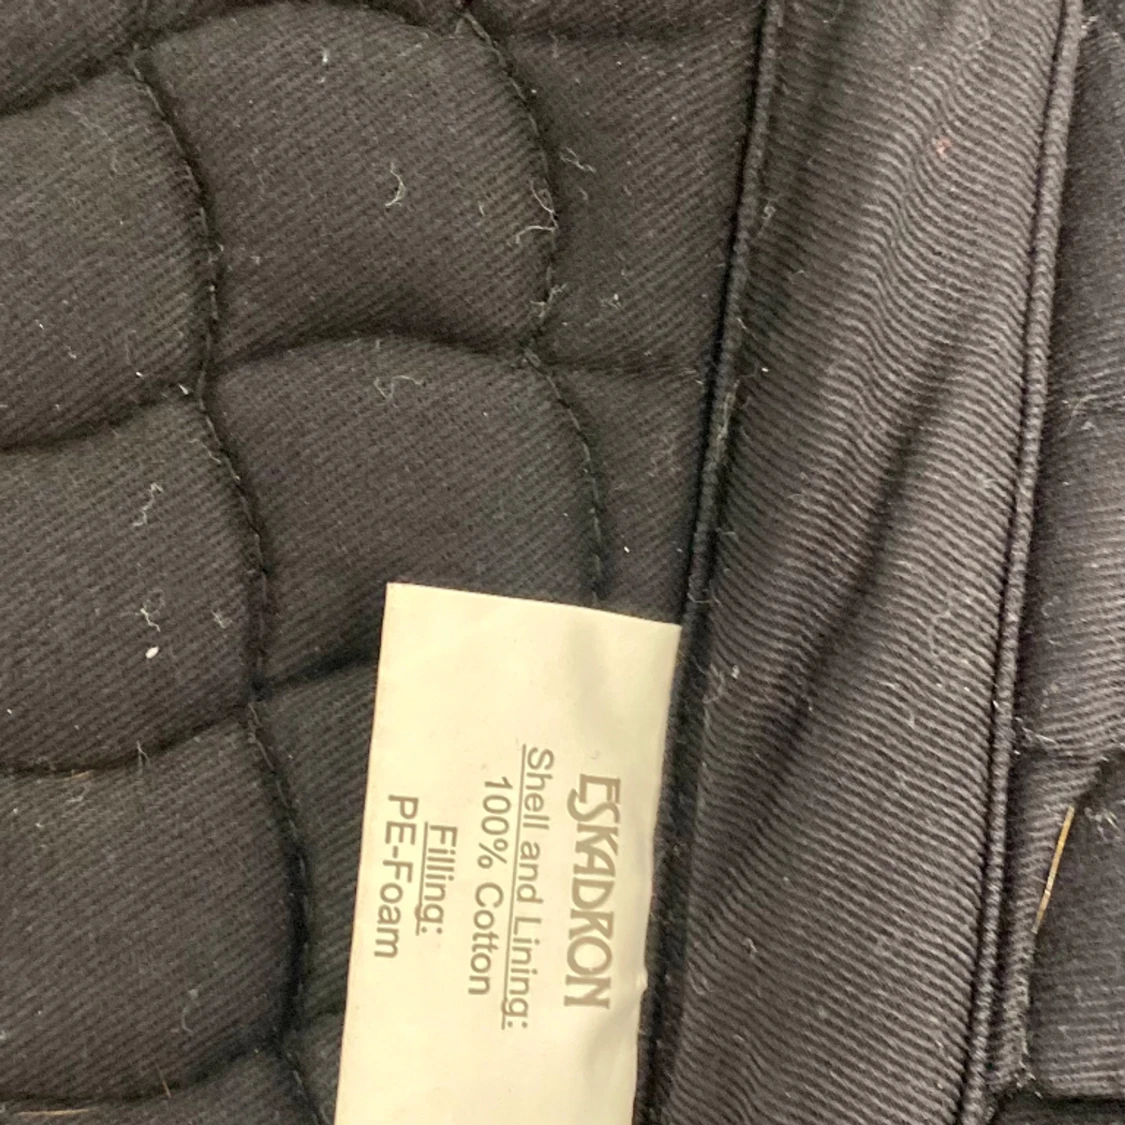 ESKADRON
Shell and Lining:
100% Cotton
Filling:
PE-Foam